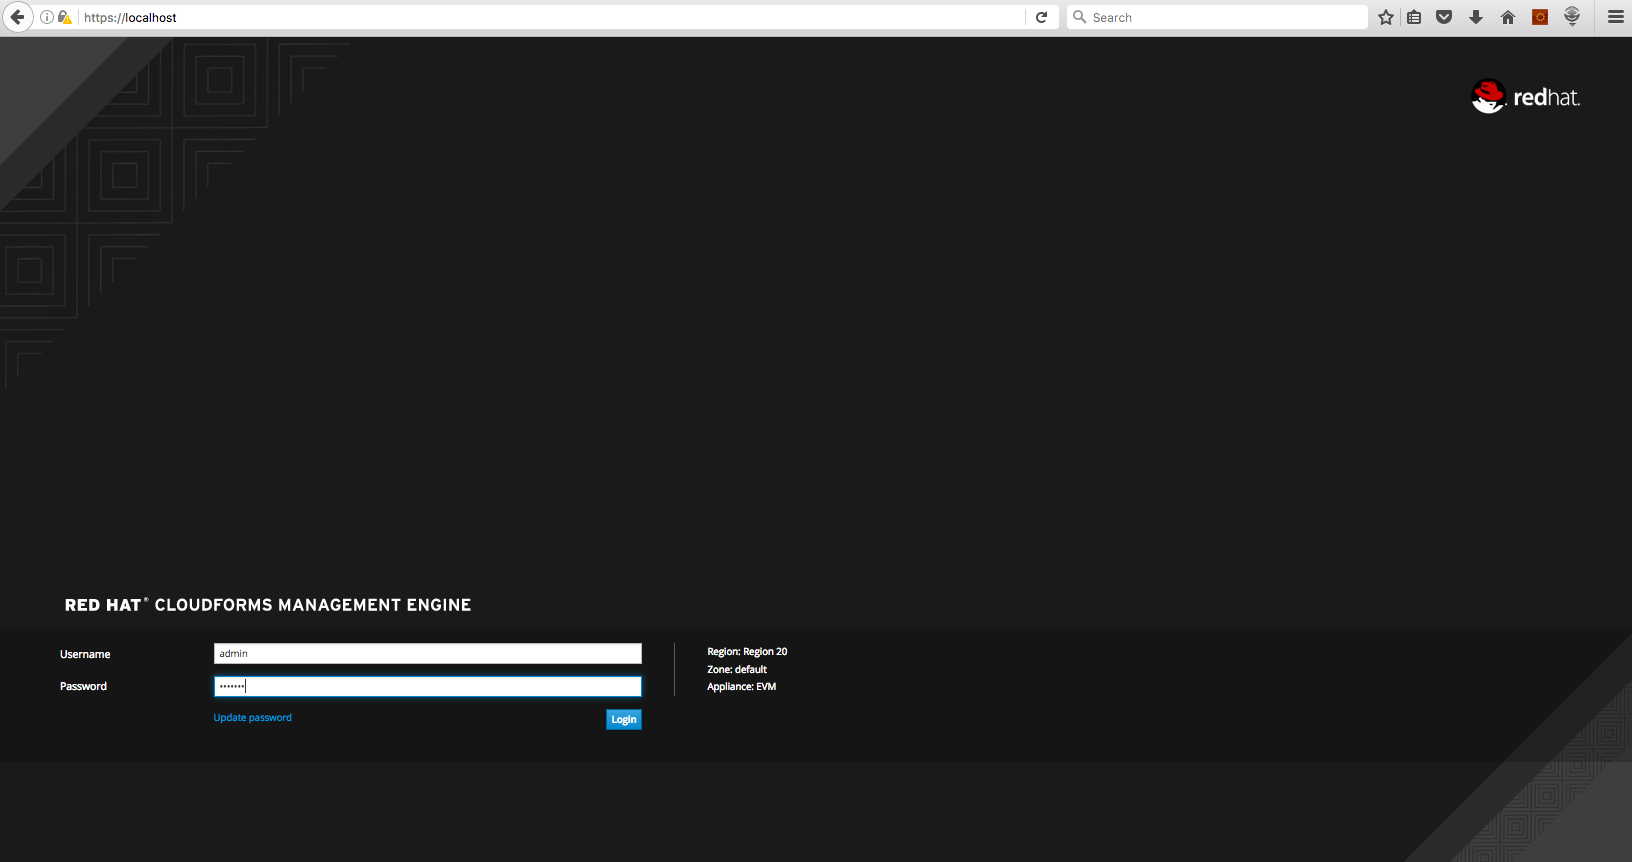 https://localhost
Search
redhat.
RED HAT® CLOUDFORMS MANAGEMENT ENGINE
Username
admin
Password
•••••••
Update password
Login
Region: Region 20
Zone: default
Appliance: EVM